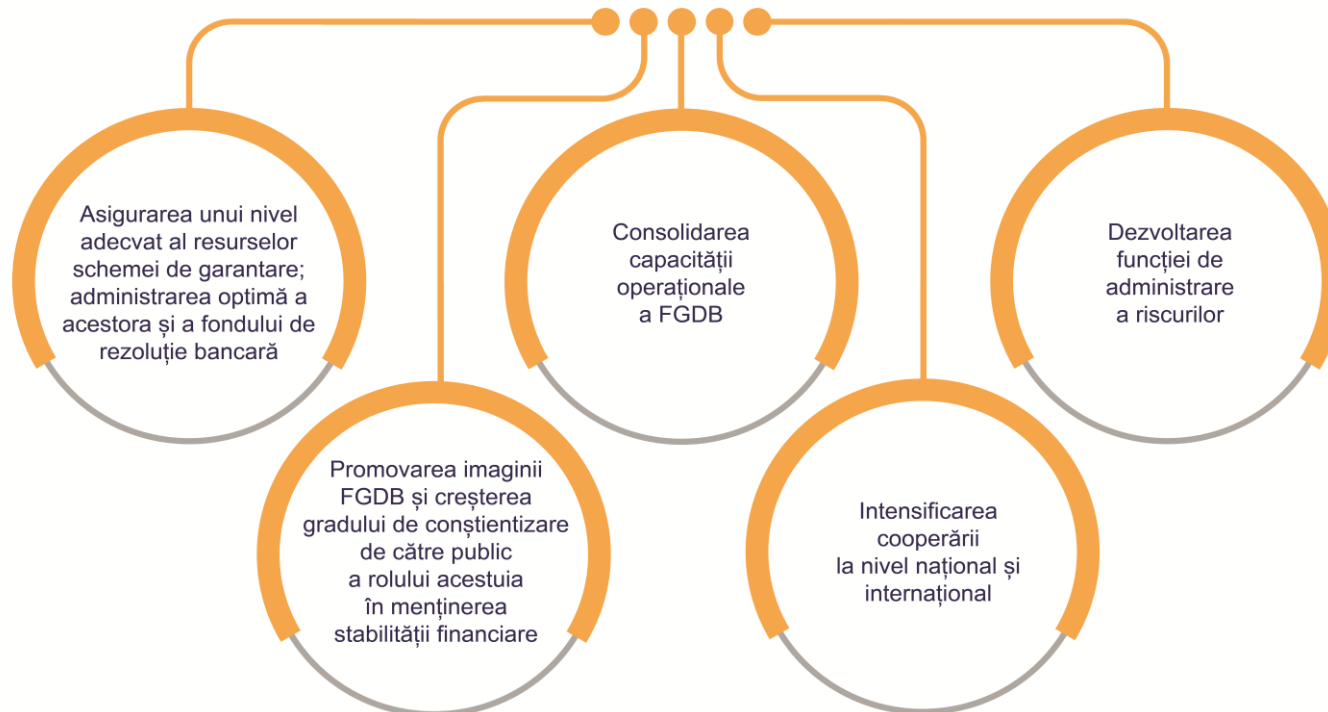 Asigurarea unui nivel
adecvat al resurselor
schemei de garantare;
administrarea optimă a
acestora și a fondului de
rezoluție bancară
Promovarea imaginii
FGDB și creșterea
gradului de conștientizare
de către public
a rolului acestuia
în menținerea
stabilității financiare
Consolidarea
capacității
operaționale
a FGDB
Intensificarea
cooperării
la nivel național și
internațional
Dezvoltarea
funcției de
administrare
a riscurilor